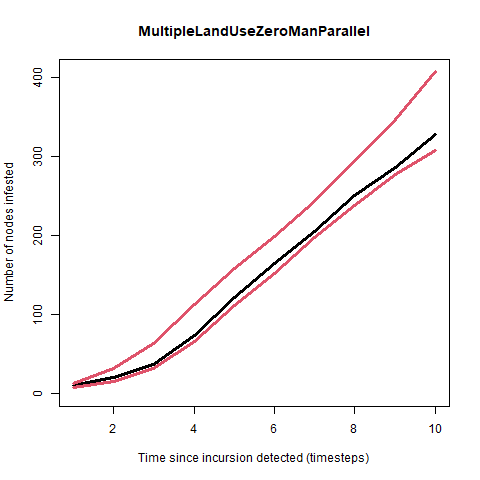 MultipleLandUseZeroManParallel
Number of nodes infested
400
300
200
100
0
2 4 6 8 10
Time since incursion detected (timesteps)